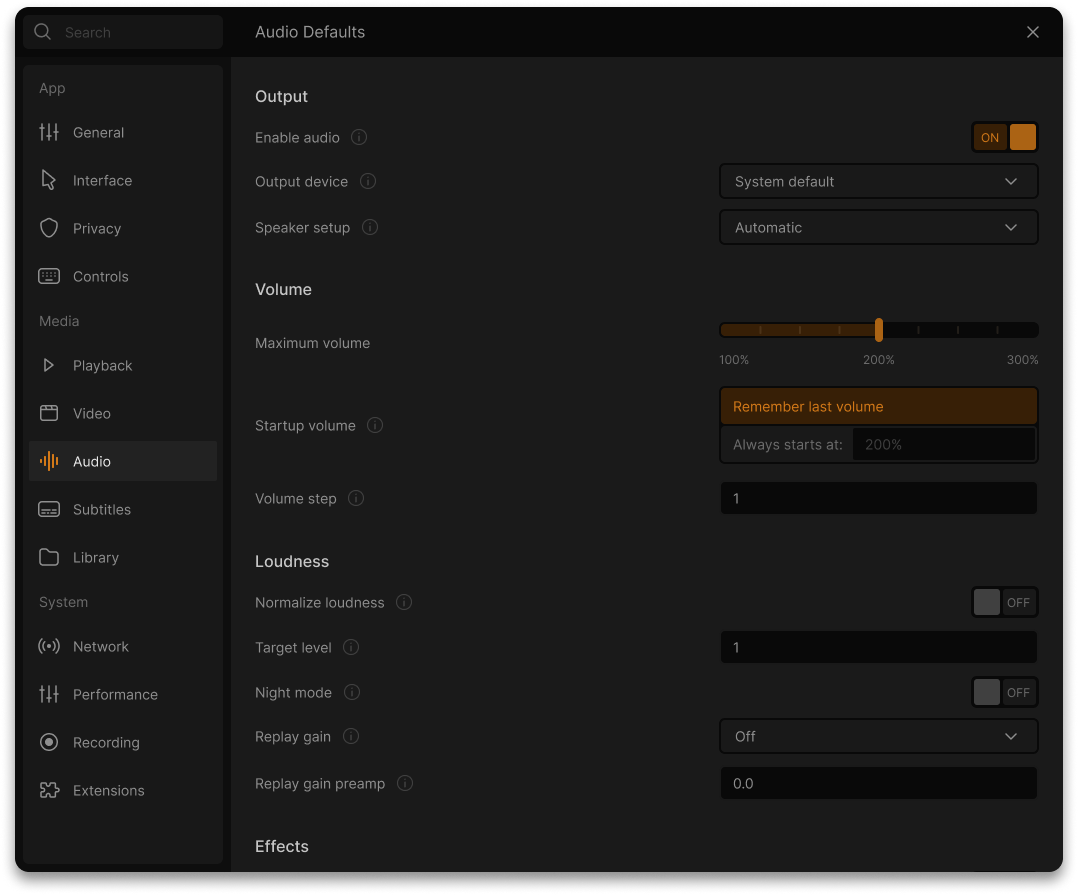 Search
Audio Defaults
App
General
Interface
Privacy
Controls
Media
Playback
Video
Audio
Subtitles
Library
System
Network
Performance
Recording
Extensions
Output
Enable audio
ON
Output device
System default
Speaker setup
Automatic
Volume
Maximum volume
100% 200% 300%
Startup volume
Remember last volume
Always starts at: 200%
Volume step
1
Loudness
Normalize loudness
OFF
Target level
1
Night mode
OFF
Replay gain
Off
Replay gain preamp
0.0
Effects